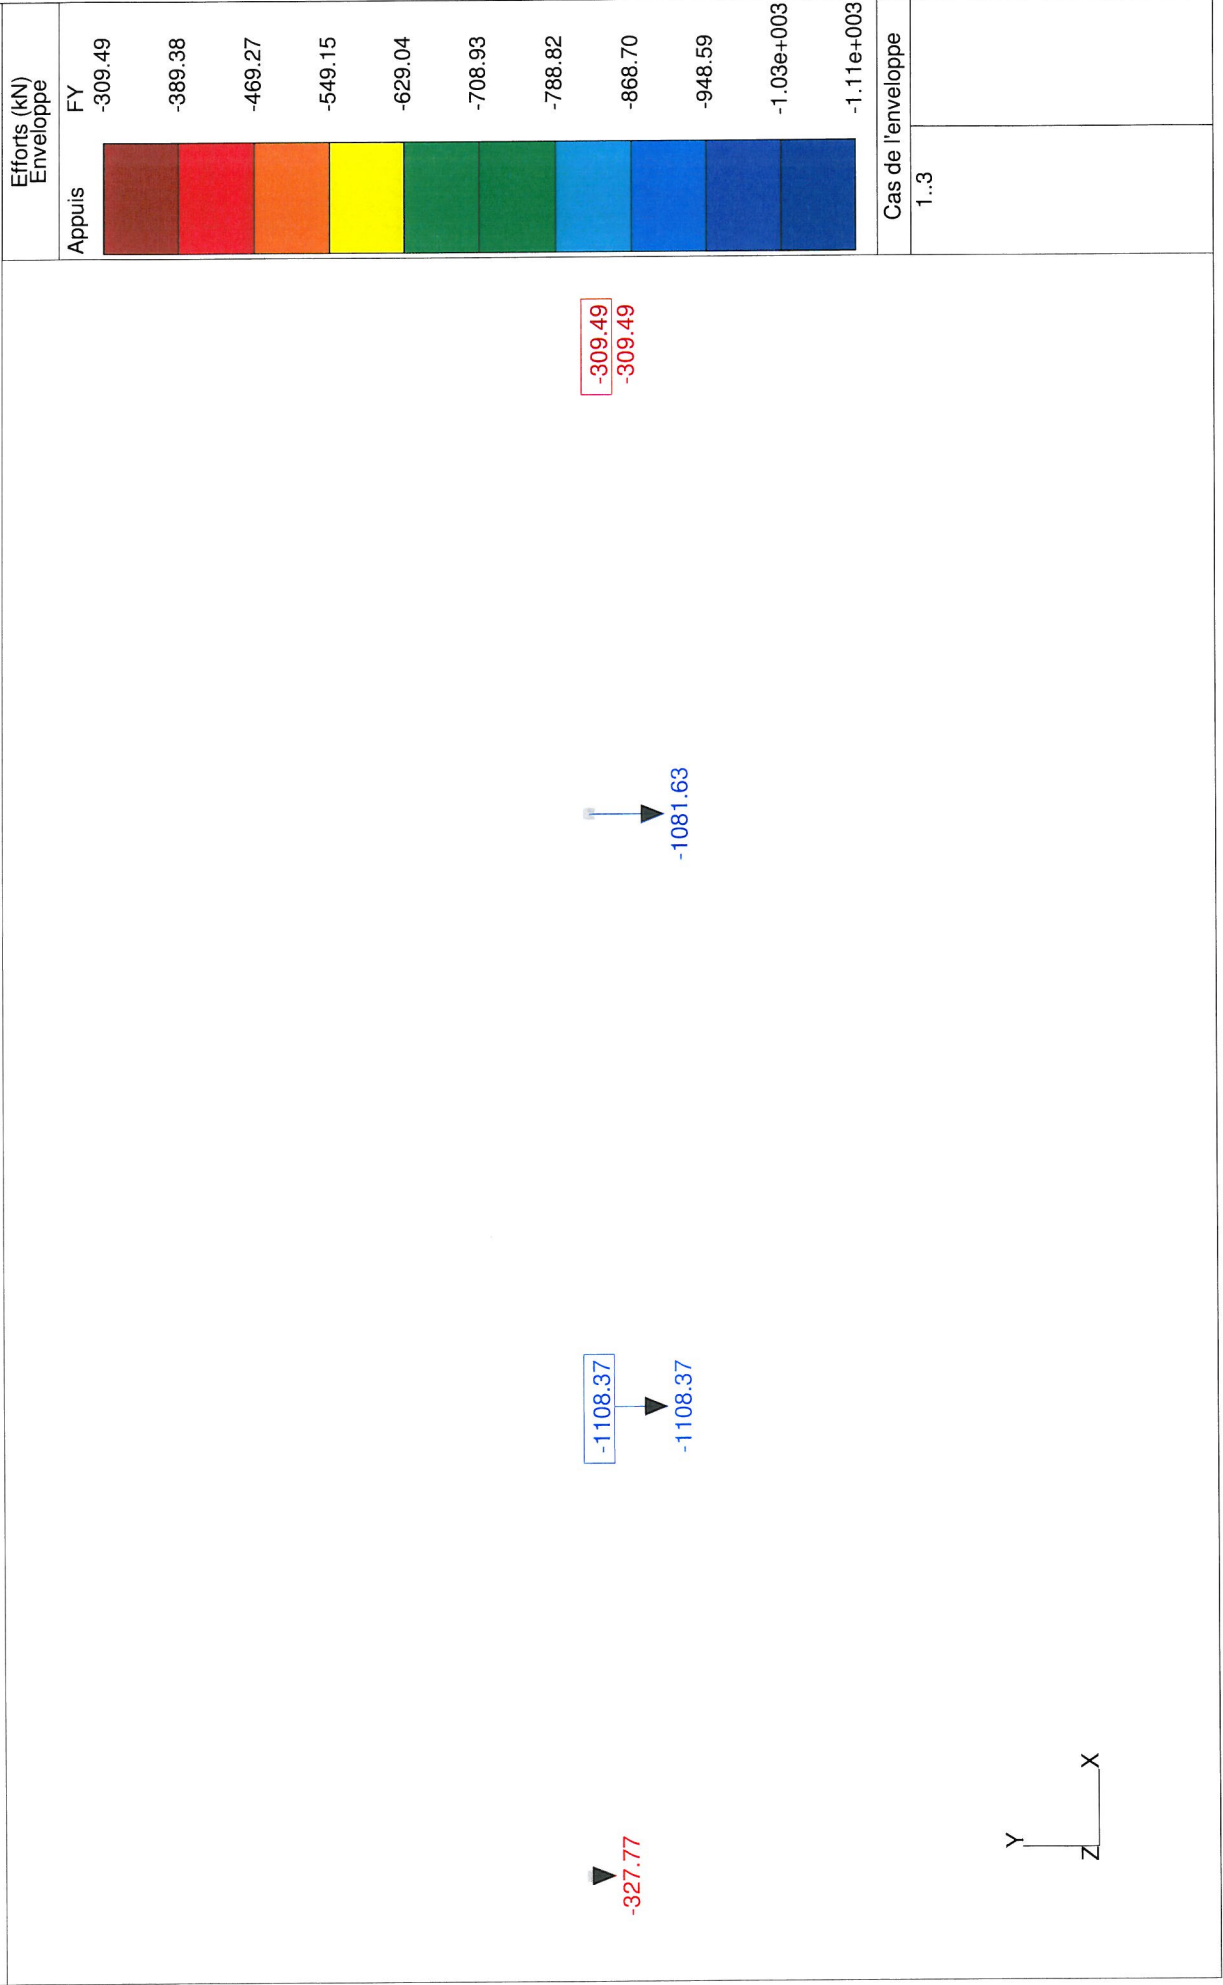 Efforts (kN)
Enveloppe
Appuis FY
-309.49
-389.38
-469.27
-549.15
-629.04
-708.93
-788.82
-868.70
-948.59
-1.03e+003
-1.11e+003
Cas de l'enveloppe
1..3
-309.49
-309.49
-1081.63
-1108.37
-1108.37
-327.77
Y
Z
X